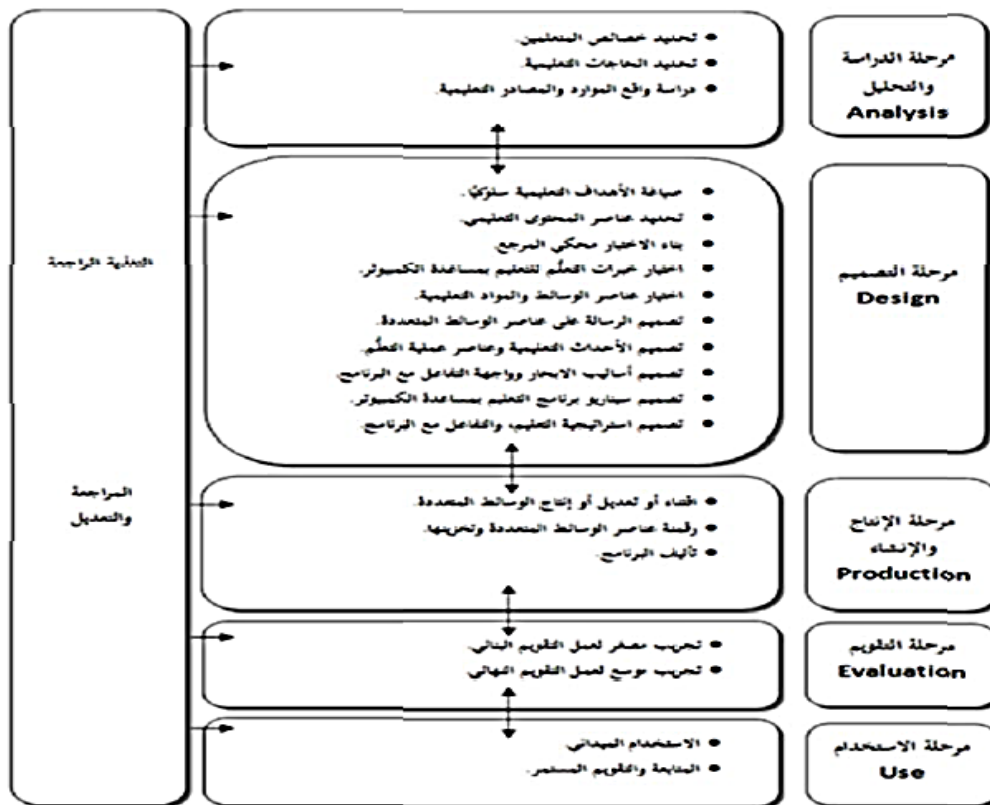 مرحلة الدراسة
والتحليل
Analysis
تحديد خصائص المتعلمين.
تحديد الحاجات التعليمية.
دراسة واقع الموارد والمصادر التعليمية.
مرحلة التصميم
Design
صياغة الأهداف التعليمية سلوكيًا.
تحديد عناصر المحتوى التعليمي.
بناء الاختبار محكي المرجع.
اختيار خبرات التعلُّم للتعليم بمساعدة الكمبيوتر.
اختيار عناصر الوسائط والمواد التعليمية.
تصميم الرسالة على عناصر الوسائط المتعددة.
تصميم الأحداث التعليمية وعناصر عملية التعلُّم.
تصميم أساليب الابحار وواجهة التفاعل مع البرنامج.
تصميم سيناريو برنامج التعليم بمساعدة الكمبيوتر.
تصميم استراتيجية التعليم، والتفاعل مع البرنامج.
مرحلة الإنتاج
والإنشاء
Production
اقتناء أو تعديل أو إنتاج الوسائط المتعددة.
رقمنة عناصر الوسائط المتعددة وتخزينها.
تأليف البرنامج.
مرحلة التقويم
Evaluation
تجريب مصغر لعمل التقويم البنائي.
تجريب موسع لعمل التقويم النهائي.
مرحلة الاستخدام
Use
الاستخدام الميداني.
المتابعة والتقويم المستمر.
التغذية الراجعة
المراجعة
والتعديل